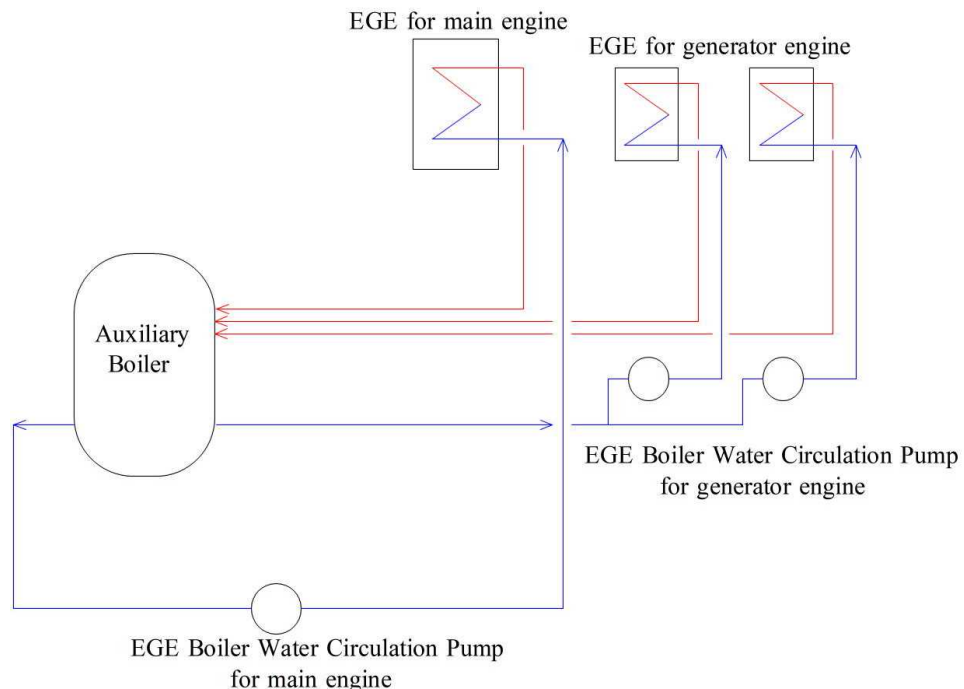 EGE for main engine
EGE for generator engine
Auxiliary
Boiler
EGE Boiler Water Circulation Pump
for generator engine
EGE Boiler Water Circulation Pump
for main engine